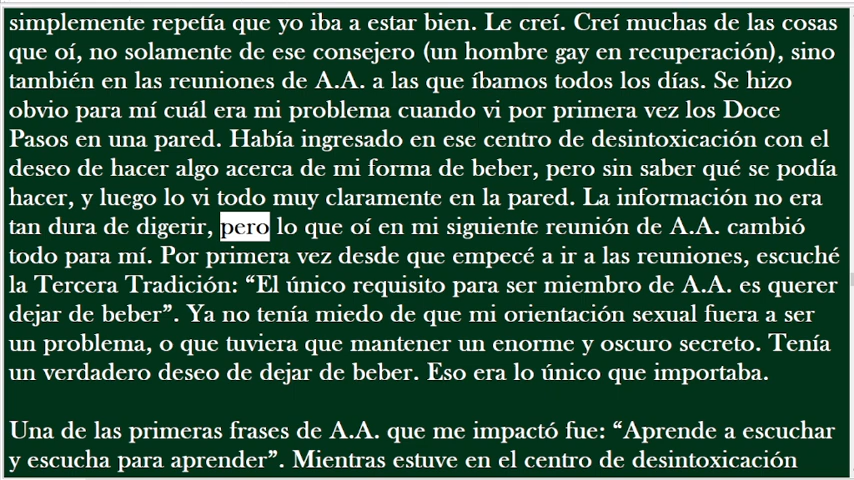 simplemente repetía que yo iba a estar bien. Le creí. Creí muchas de las cosas
que oí, no solamente de ese consejero (un hombre gay en recuperación), sino
también en las reuniones de A.A. a las que íbamos todos los días. Se hizo
obvio para mí cuál era mi problema cuando vi por primera vez los Doce
Pasos en una pared. Había ingresado en ese centro de desintoxicación con el
deseo de hacer algo acerca de mi forma de beber, pero sin saber qué se podía
hacer, y luego lo vi todo muy claramente en la pared. La información no era
tan dura de digerir, pero lo que oí en mi siguiente reunión de A.A. cambió
todo para mí. Por primera vez desde que empecé a ir a las reuniones, escuché
la Tercera Tradición: “El único requisito para ser miembro de A.A. es querer
dejar de beber”. Ya no tenía miedo de que mi orientación sexual fuera a ser
un problema, o que tuviera que mantener un enorme y oscuro secreto. Tenía
un verdadero deseo de dejar de beber. Eso era lo único que importaba.
Una de las primeras frases de A.A. que me impactó fue: “Aprende a escuchar
y escucha para aprender”. Mientras estuve en el centro de desintoxicación